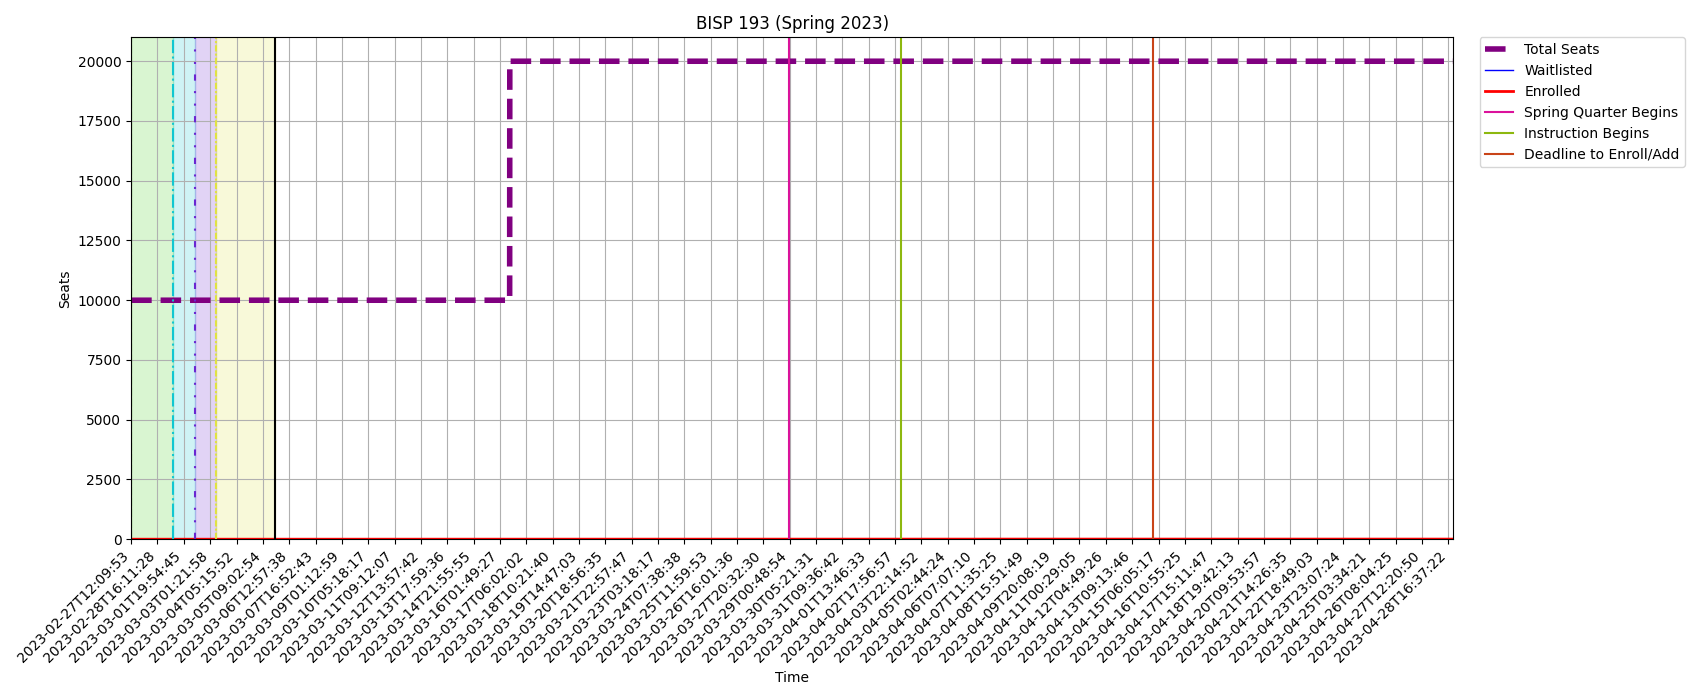 BISP 193 (Spring 2023)
Total Seats
Waitlisted
Enrolled
Spring Quarter Begins
Instruction Begins
Deadline to Enroll/Add
20000
17500
15000
12500
10000
7500
5000
2500
0
Seats
2023-02-27T12:09:53
2023-02-28T16:11:28
2023-03-01T19:54:45
2023-03-03T01:21:58
2023-03-04T05:15:52
2023-03-05T09:02:54
2023-03-06T12:57:38
2023-03-07T16:52:43
2023-03-09T01:12:59
2023-03-10T05:18:17
2023-03-11T09:12:07
2023-03-12T13:57:42
2023-03-13T17:59:36
2023-03-14T21:55:55
2023-03-16T01:49:27
2023-03-17T06:02:02
2023-03-18T10:21:40
2023-03-19T14:47:03
2023-03-20T18:56:35
2023-03-21T22:57:47
2023-03-23T03:18:17
2023-03-24T07:38:38
2023-03-25T11:59:53
2023-03-26T16:01:36
2023-03-27T20:32:30
2023-03-29T00:48:54
2023-03-30T05:21:31
2023-03-31T09:36:42
2023-04-01T13:46:33
2023-04-02T17:56:57
2023-04-03T22:14:52
2023-04-05T02:44:24
2023-04-06T07:07:10
2023-04-07T11:35:25
2023-04-08T15:51:49
2023-04-09T20:08:19
2023-04-11T00:29:05
2023-04-12T04:49:26
2023-04-13T09:13:46
2023-04-15T06:05:17
2023-04-16T10:55:25
2023-04-17T15:11:47
2023-04-18T19:42:13
2023-04-20T09:53:57
2023-04-21T14:26:35
2023-04-22T18:49:03
2023-04-23T23:07:24
2023-04-25T03:34:21
2023-04-26T08:04:25
2023-04-27T12:20:50
2023-04-28T16:37:22
Time